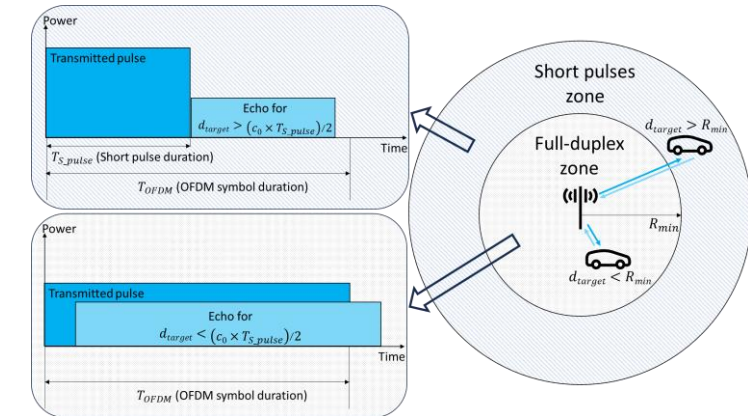 Power
Transmitted pulse
Echo for
d_target > (c_0 × T_S_pulse)/2
Time
T_S_pulse (Short pulse duration)
T_OFDM (OFDM symbol duration)
Power
Transmitted pulse
Echo for
d_target < (c_0 × T_S_pulse)/2
Time
T_OFDM (OFDM symbol duration)
Short pulses
zone
d_target > R_min
Full-duplex
zone
R_min
d_target < R_min